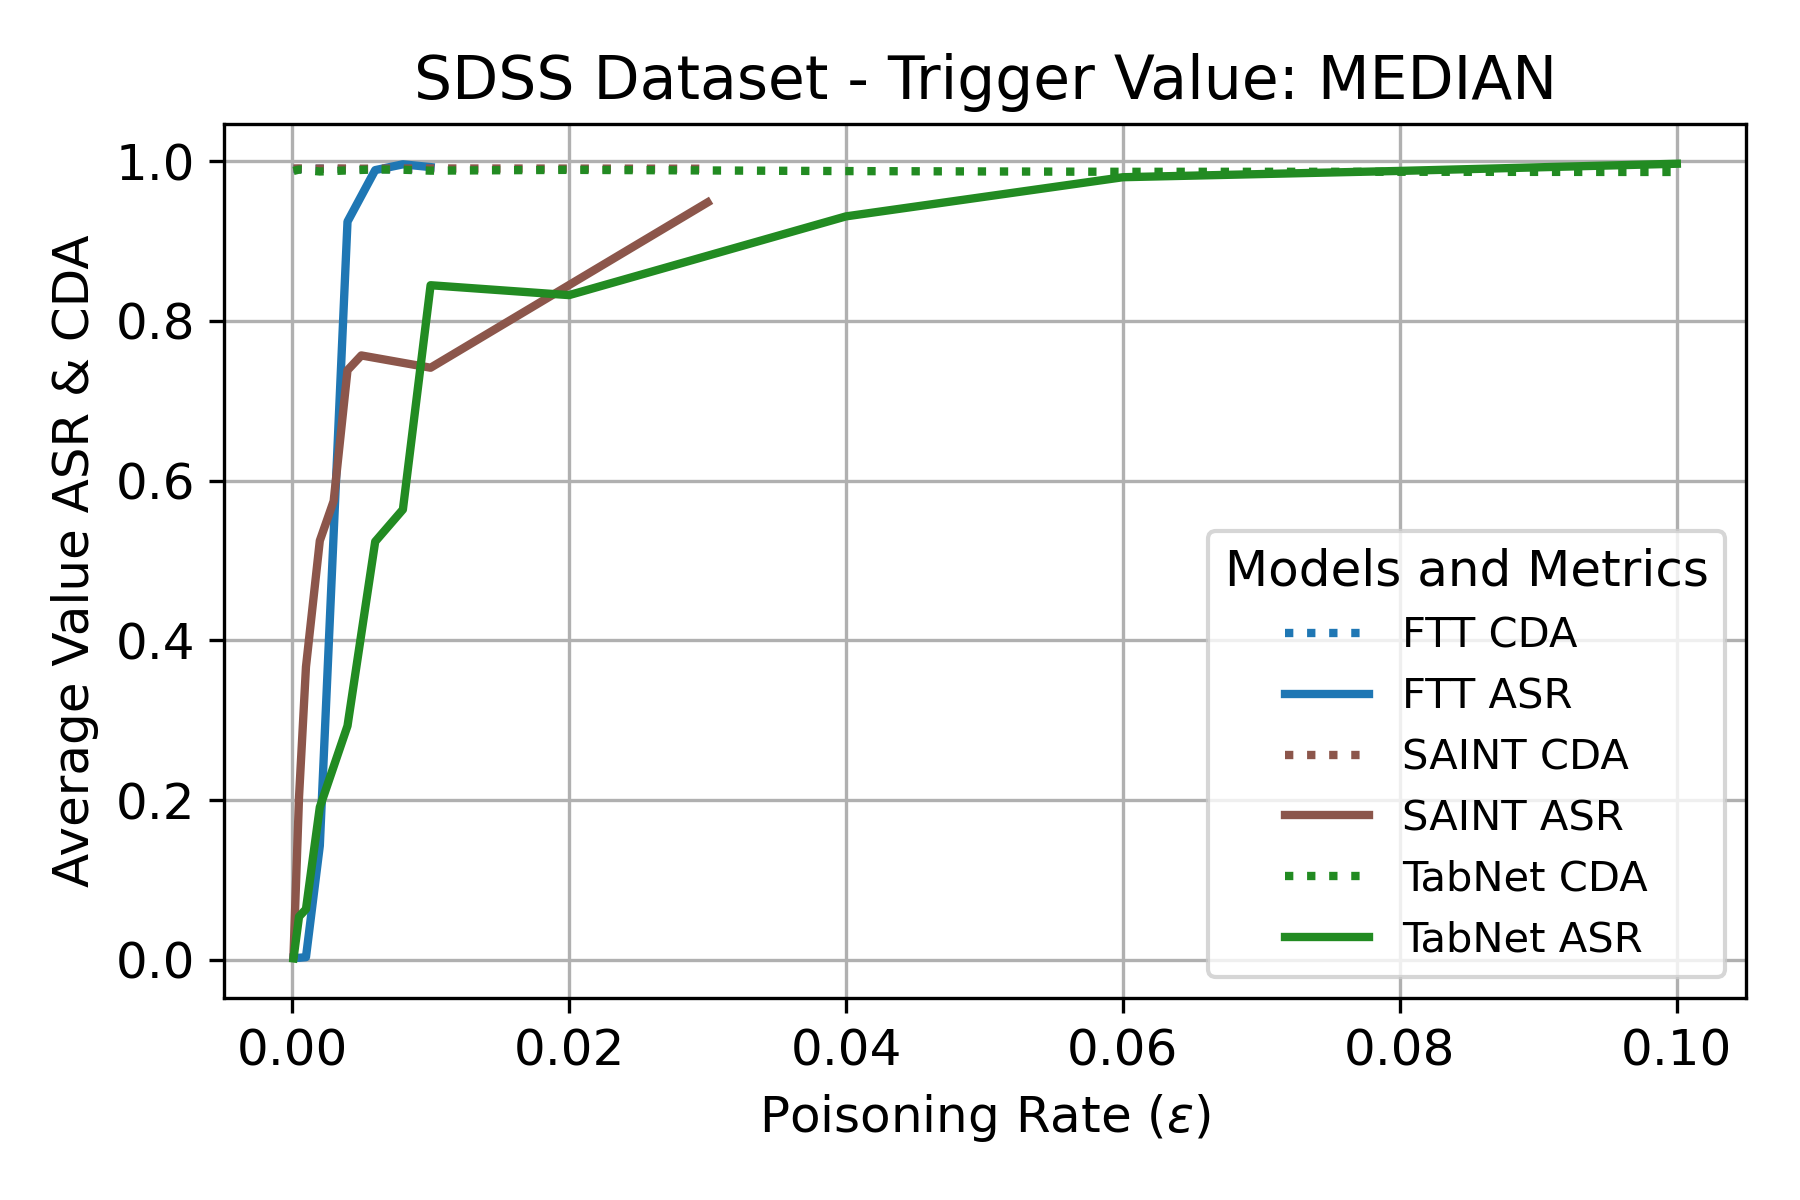 SDSS Dataset - Trigger Value: MEDIAN
Average Value ASR & CDA
1.0
0.8
0.6
0.4
0.2
0.0
Models and Metrics
FTT CDA
FTT ASR
SAINT CDA
SAINT ASR
TabNet CDA
TabNet ASR
0.00 0.02 0.04 0.06 0.08 0.10
Poisoning Rate (ε)